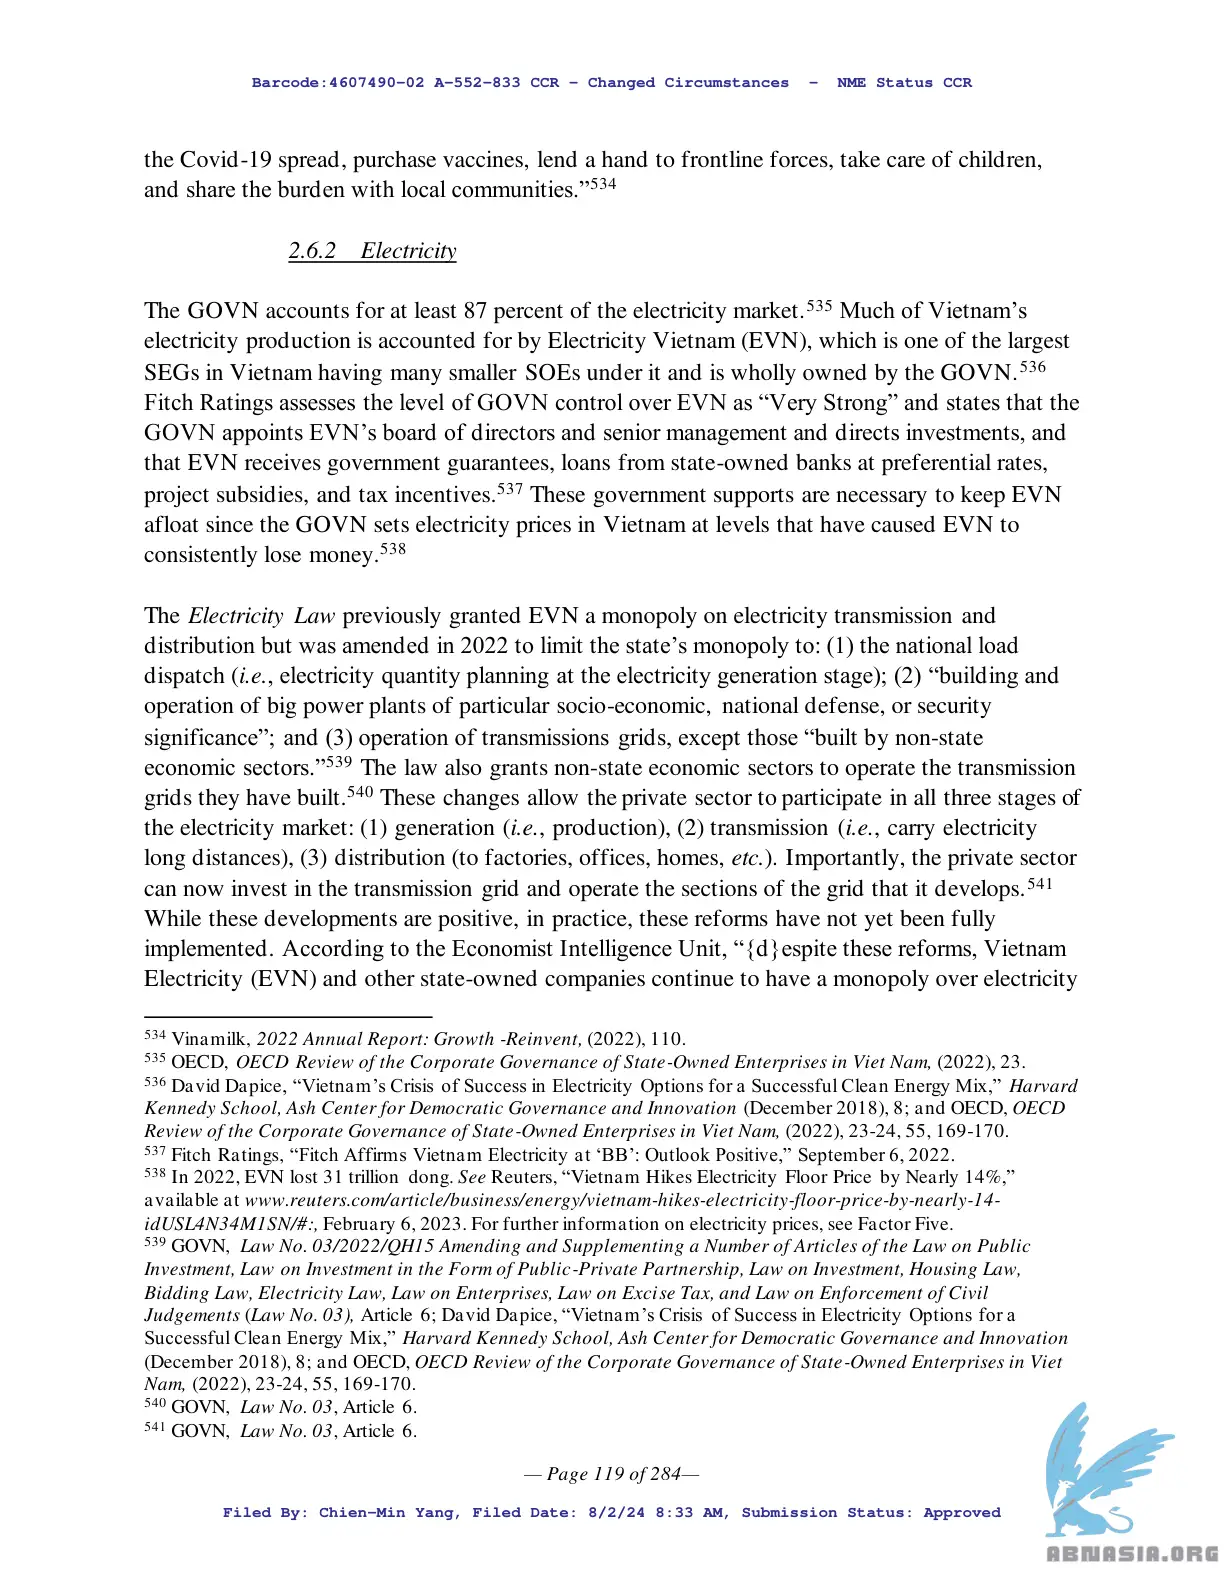 Barcode:4607490-02 A-552-833 CCR - Changed Circumstances - NME Status CCR
the Covid-19 spread, purchase vaccines, lend a hand to frontline forces, take care of children,
and share the burden with local communities.”534
2.6.2 Electricity
The GOVN accounts for at least 87 percent of the electricity market.535 Much of Vietnam’s
electricity production is accounted for by Electricity Vietnam (EVN), which is one of the largest
SEGs in Vietnam having many smaller SOEs under it and is wholly owned by the GOVN.536
Fitch Ratings assesses the level of GOVN control over EVN as “Very Strong” and states that the
GOVN appoints EVN’s board of directors and senior management and directs investments, and
that EVN receives government guarantees, loans from state-owned banks at preferential rates,
project subsidies, and tax incentives.537 These government supports are necessary to keep EVN
afloat since the GOVN sets electricity prices in Vietnam at levels that have caused EVN to
consistently lose money.538
The Electricity Law previously granted EVN a monopoly on electricity transmission and
distribution but was amended in 2022 to limit the state’s monopoly to: (1) the national load
dispatch (i.e., electricity quantity planning at the electricity generation stage); (2) “building and
operation of big power plants of particular socio-economic, national defense, or security
significance”; and (3) operation of transmissions grids, except those “built by non-state
economic sectors.”539 The law also grants non-state economic sectors to operate the transmission
grids they have built.540 These changes allow the private sector to participate in all three stages of
the electricity market: (1) generation (i.e., production), (2) transmission (i.e., carry electricity
long distances), (3) distribution (to factories, offices, homes, etc.). Importantly, the private sector
can now invest in the transmission grid and operate the sections of the grid that it develops.541
While these developments are positive, in practice, these reforms have not yet been fully
implemented. According to the Economist Intelligence Unit, “{d}espite these reforms, Vietnam
Electricity (EVN) and other state-owned companies continue to have a monopoly over electricity
534 Vinamilk, 2022 Annual Report: Growth -Reinvent, (2022), 110.
535 OECD, OECD Review of the Corporate Governance of State-Owned Enterprises in Viet Nam, (2022), 23.
536 David Dapice, “Vietnam’s Crisis of Success in Electricity Options for a Successful Clean Energy Mix,” Harvard
Kennedy School, Ash Center for Democratic Governance and Innovation (December 2018), 8; and OECD, OECD
Review of the Corporate Governance of State-Owned Enterprises in Viet Nam, (2022), 23-24, 55, 169-170.
537 Fitch Ratings, “Fitch Affirms Vietnam Electricity at ‘BB’: Outlook Positive,” September 6, 2022.
538 In 2022, EVN lost 31 trillion dong. See Reuters, “Vietnam Hikes Electricity Floor Price by Nearly 14%,”
available at www.reuters.com/article/business/energy/vietnam-hikes-electricity-floor-price-by-nearly-14-
idUSL4N34M1SN/#:, February 6, 2023. For further information on electricity prices, see Factor Five.
539 GOVN, Law No. 03/2022/QH15 Amending and Supplementing a Number of Articles of the Law on Public
Investment, Law on Investment in the Form of Public-Private Partnership, Law on Investment, Housing Law,
Bidding Law, Electricity Law, Law on Enterprises, Law on Excise Tax, and Law on Enforcement of Civil
Judgements (Law No. 03), Article 6; David Dapice, “Vietnam’s Crisis of Success in Electricity Options for a
Successful Clean Energy Mix,” Harvard Kennedy School, Ash Center for Democratic Governance and Innovation
(December 2018), 8; and OECD, OECD Review of the Corporate Governance of State-Owned Enterprises in Viet
Nam, (2022), 23-24, 55, 169-170.
540 GOVN, Law No. 03, Article 6.
541 GOVN, Law No. 03, Article 6.
— Page 119 of 284—
Filed By: Chien-Min Yang, Filed Date: 8/2/24 8:33 AM, Submission Status: Approved
ABNASIA.ORG